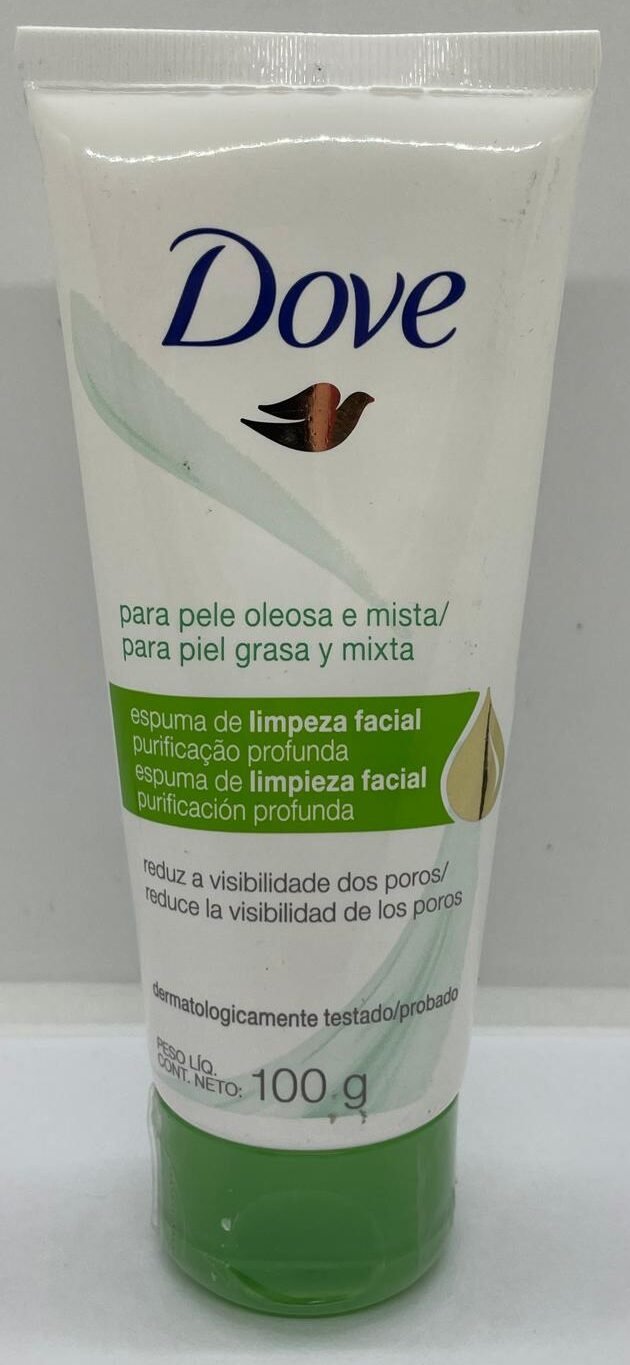 Dove
para pele oleosa e mista/
para piel grasa y mixta
espuma de limpeza facial
purificação profunda
espuma de limpieza facial
purificación profunda
reduz a visibilidade dos poros/
reduce la visibilidad de los poros
dermatologicamente testado/probado
PESO LÍQ.
CONT. NETO: 100 g